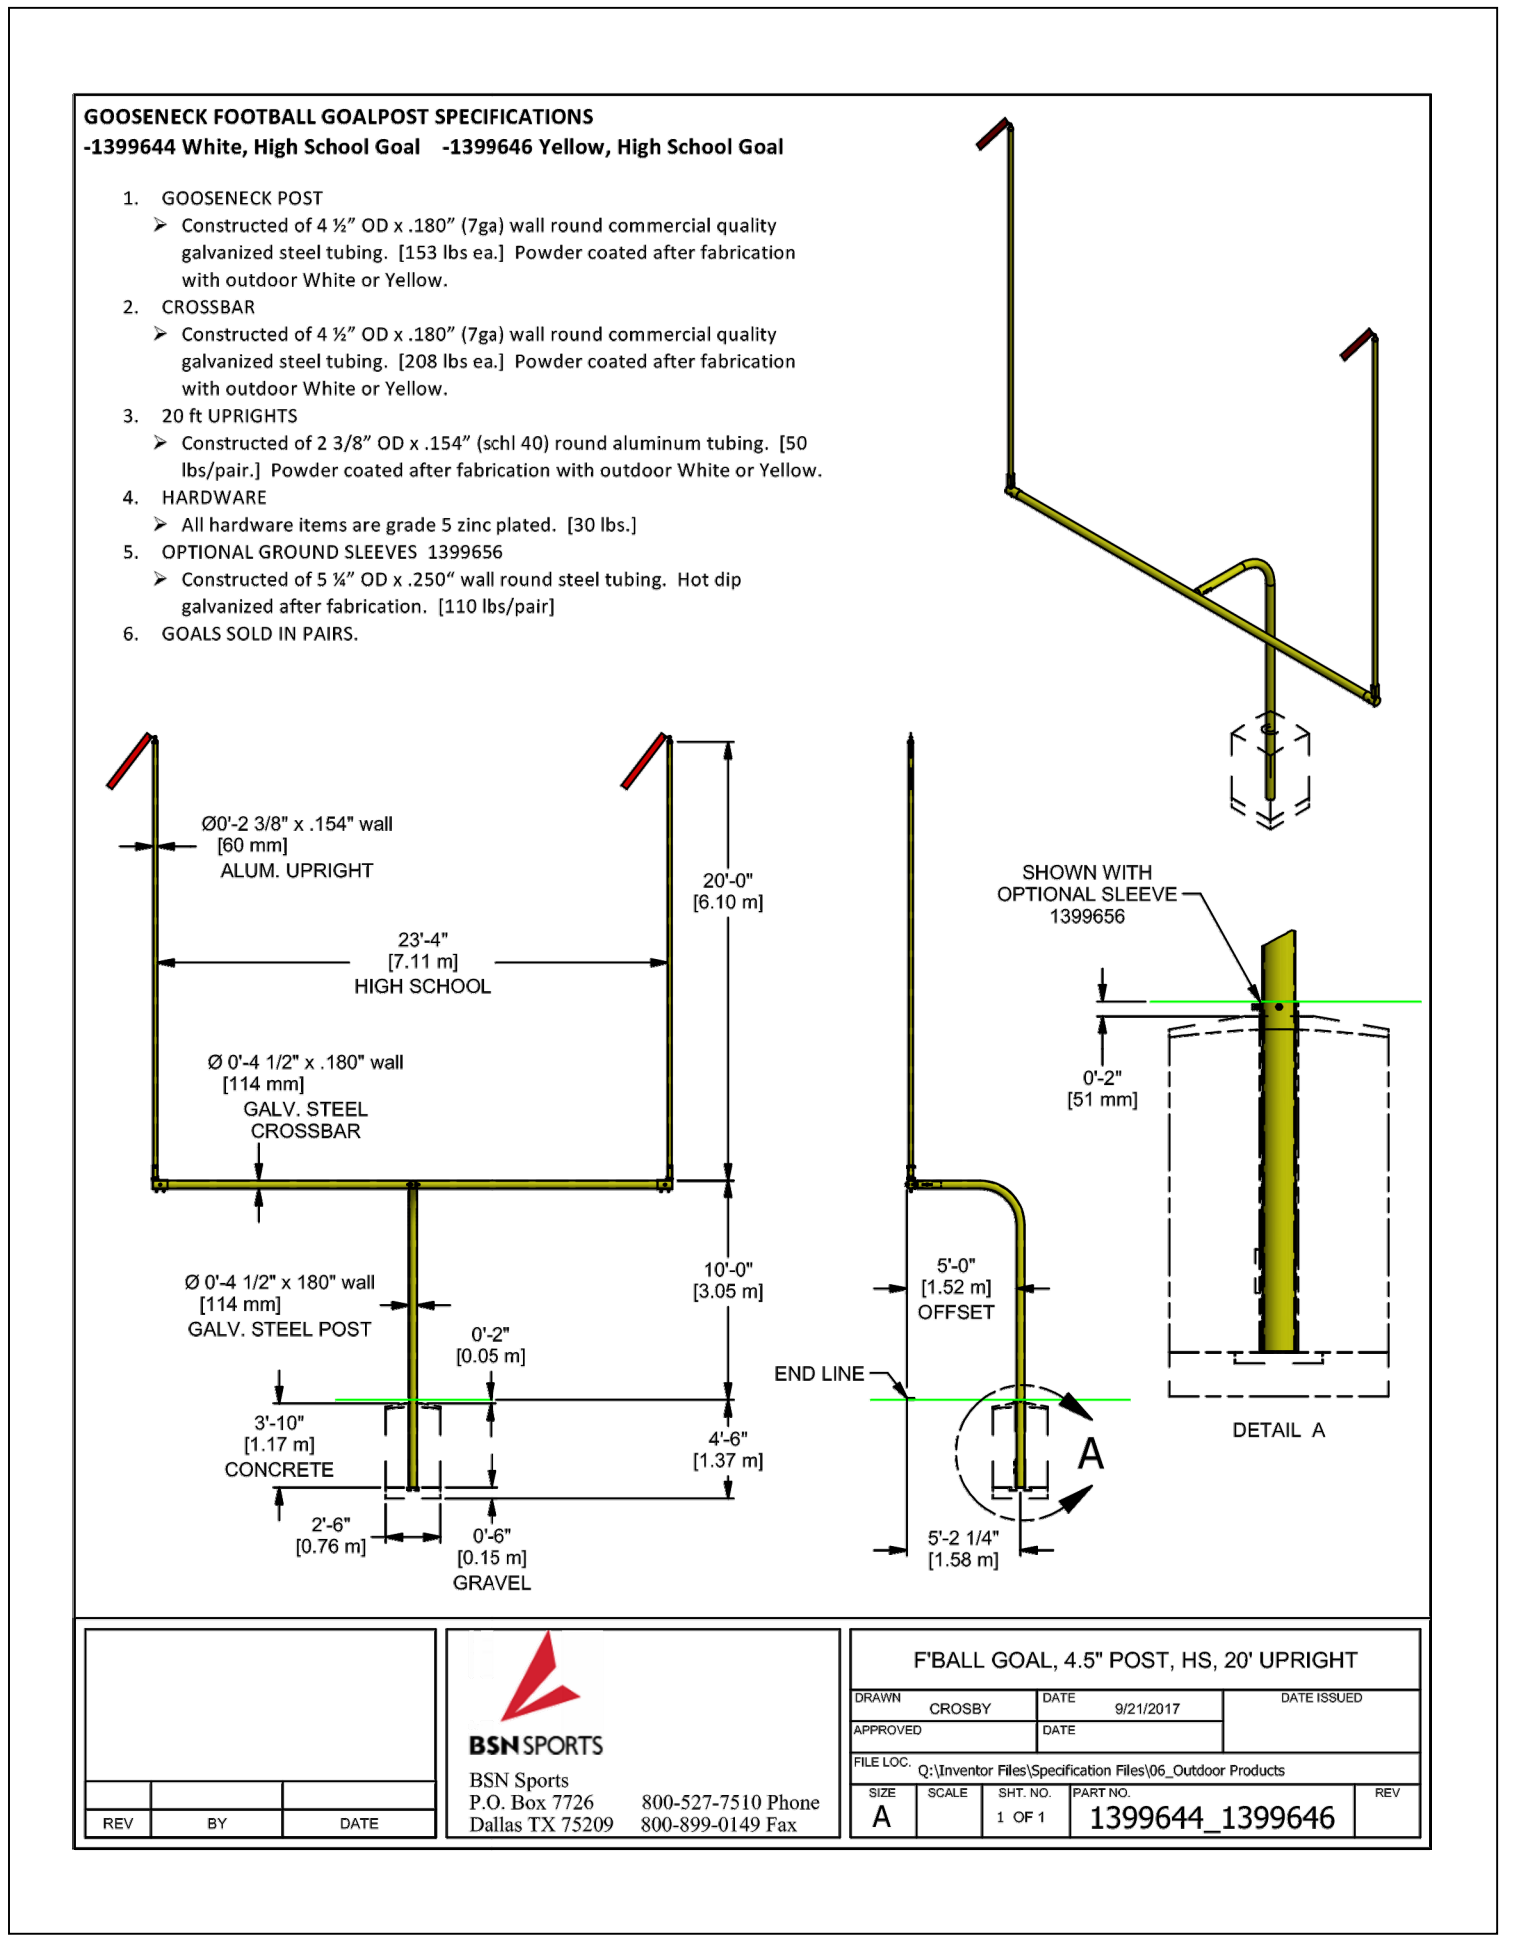 GOOSENECK FOOTBALL GOALPOST SPECIFICATIONS
-1399644 White, High School Goal -1399646 Yellow, High School Goal
1. GOOSENECK POST
➢ Constructed of 4 ½” OD x .180” (7ga) wall round commercial quality
galvanized steel tubing. [153 lbs ea.] Powder coated after fabrication
with outdoor White or Yellow.
2. CROSSBAR
➢ Constructed of 4 ½” OD x .180” (7ga) wall round commercial quality
galvanized steel tubing. [208 lbs ea.] Powder coated after fabrication
with outdoor White or Yellow.
3. 20 ft UPRIGHTS
➢ Constructed of 2 3/8” OD x .154” (schl 40) round aluminum tubing. [50
lbs/pair.] Powder coated after fabrication with outdoor White or Yellow.
4. HARDWARE
➢ All hardware items are grade 5 zinc plated. [30 lbs.]
5. OPTIONAL GROUND SLEEVES 1399656
➢ Constructed of 5 ¼” OD x .250“ wall round steel tubing. Hot dip
galvanized after fabrication. [110 lbs/pair]
6. GOALS SOLD IN PAIRS.
Ø0'-2 3/8" x .154" wall
[60 mm]
ALUM. UPRIGHT
20'-0"
[6.10 m]
23'-4"
[7.11 m]
HIGH SCHOOL
Ø 0'-4 1/2" x .180" wall
[114 mm]
GALV. STEEL
CROSSBAR
Ø 0'-4 1/2" x 180" wall
[114 mm]
GALV. STEEL POST
10'-0"
[3.05 m]
0'-2"
[0.05 m]
3'-10"
[1.17 m]
CONCRETE
4'-6"
[1.37 m]
2'-6"
[0.76 m]
0'-6"
[0.15 m]
GRAVEL
5'-0"
[1.52 m]
OFFSET
END LINE
A
5'-2 1/4"
[1.58 m]
SHOWN WITH
OPTIONAL SLEEVE
1399656
0'-2"
[51 mm]
DETAIL A
REV BY DATE
BSN SPORTS
BSN Sports
P.O. Box 7726 800-527-7510 Phone
Dallas TX 75209 800-899-0149 Fax
F'BALL GOAL, 4.5" POST, HS, 20' UPRIGHT
DRAWN CROSBY DATE 9/21/2017 DATE ISSUED
APPROVED DATE
FILE LOC. Q:\Inventor Files\Specification Files\06_Outdoor Products
SIZE SCALE SHT. NO. PART NO. REV
A 1 OF 1 1399644_1399646